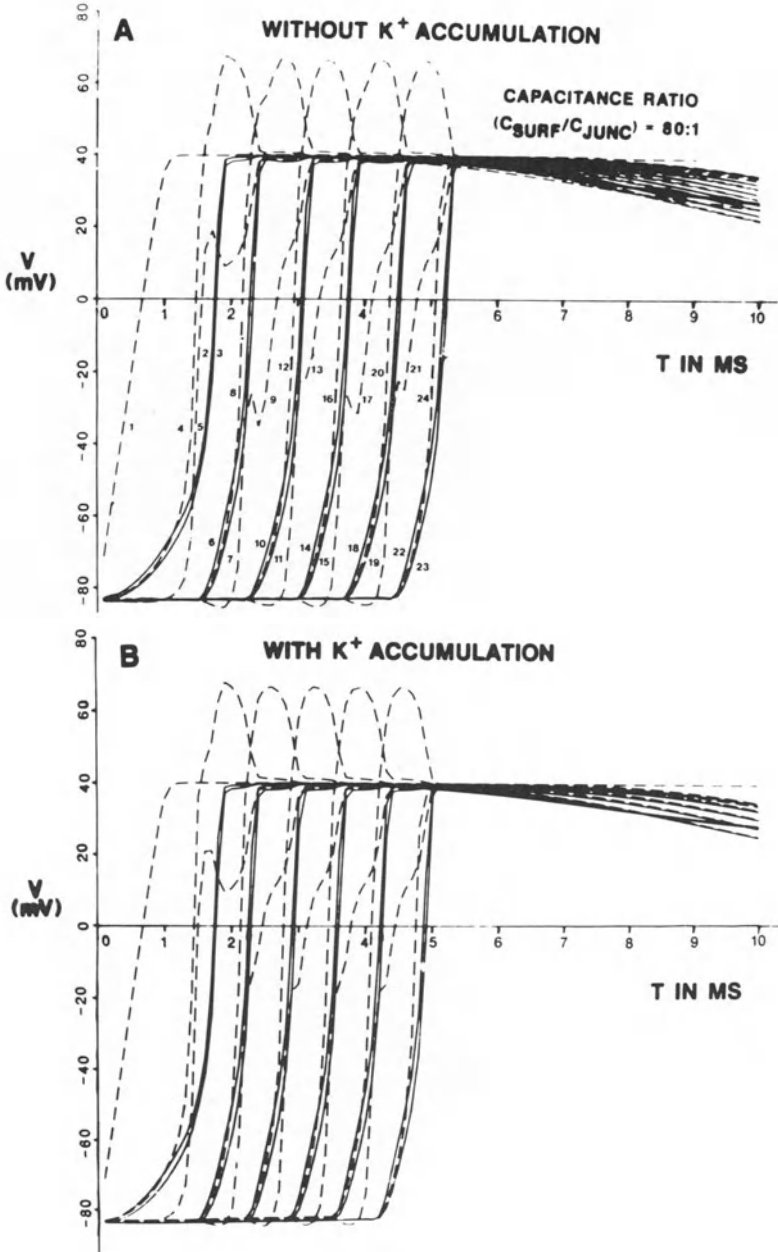 A WITHOUT K+ ACCUMULATION
CAPACITANCE RATIO
(CSURF/CJUNC) = 80:1
80
60
40
20
0
-20
-40
-60
-80
V
(mV)
0 1 2 3 4 5 6 7 8 9 10
T IN MS
1 2 3 4 5 6 7 8 9 10 11 12 13 14 15 16 17 18 19 20 21 22 23 24
B WITH K+ ACCUMULATION
80
60
40
20
0
-20
-40
-60
-80
V
(mV)
0 1 2 3 4 5 6 7 8 9 10
T IN MS